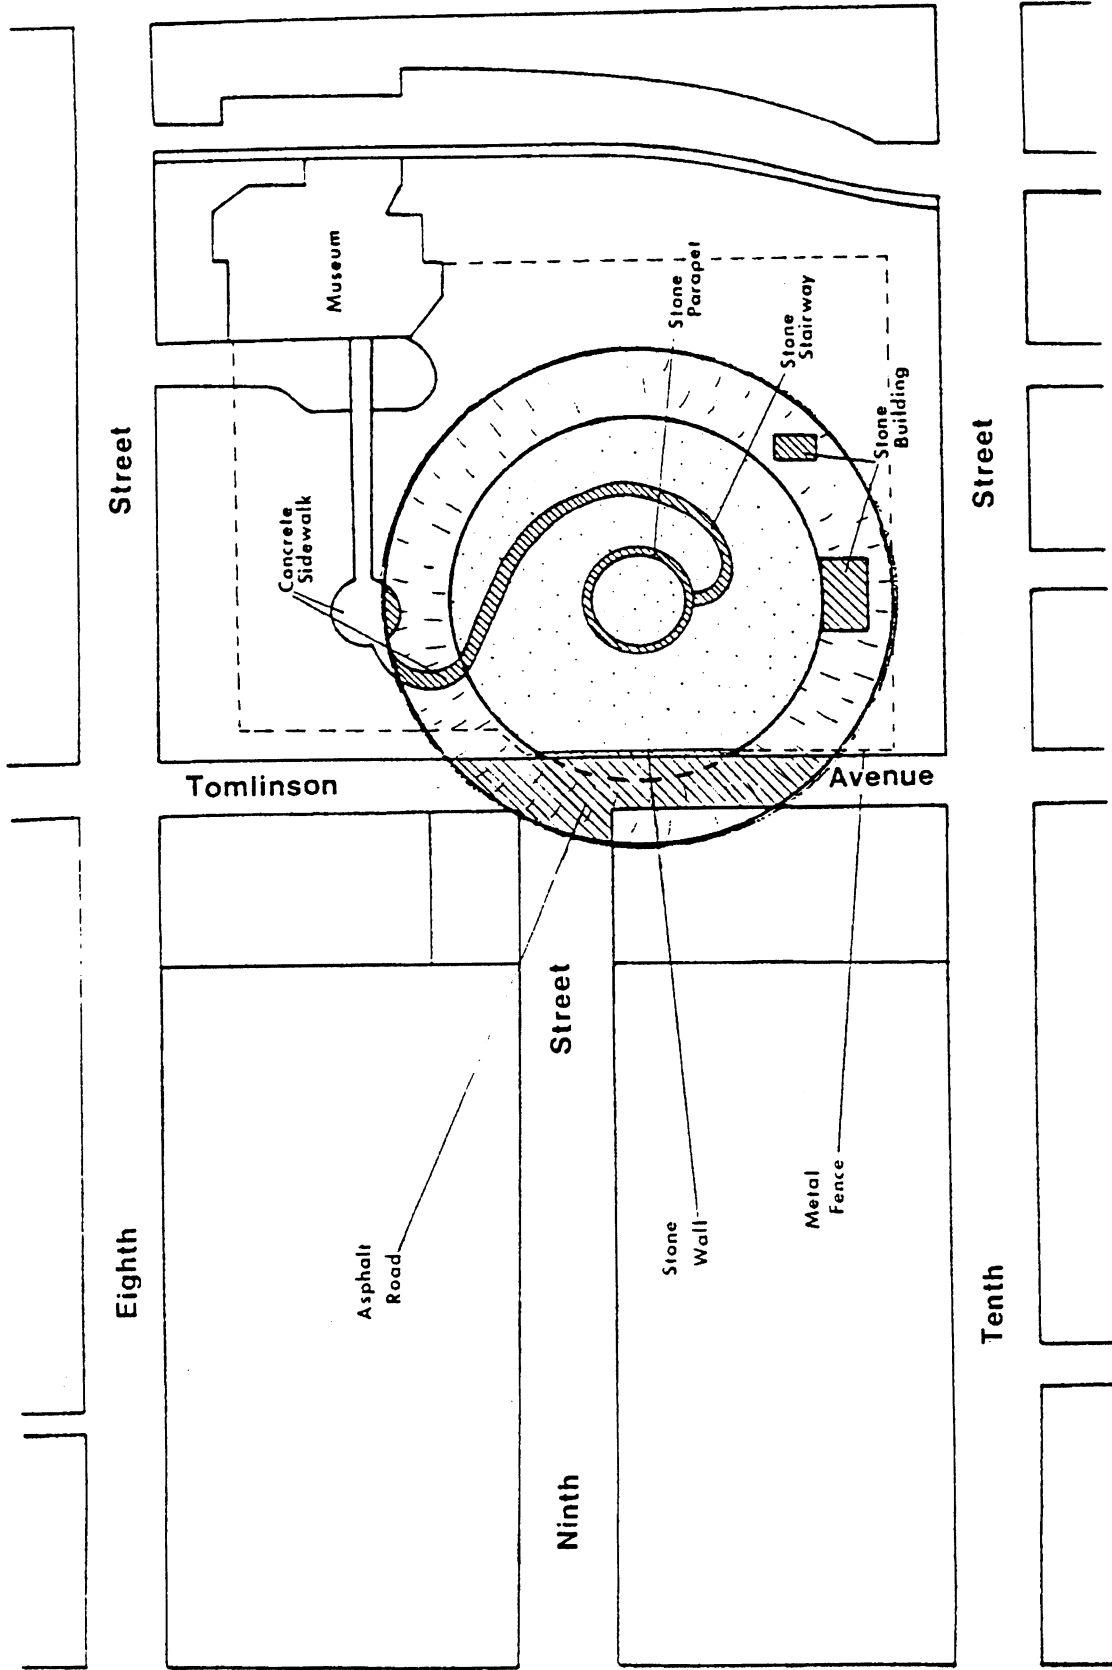 Museum
Stone
Parapet
Stone
Stairway
Stone
Building
Street
Street
Concrete
Sidewalk
Tomlinson
Avenue
Street
Metal
Fence
Stone
Wall
Asphalt
Road
Eighth
Tenth
Ninth